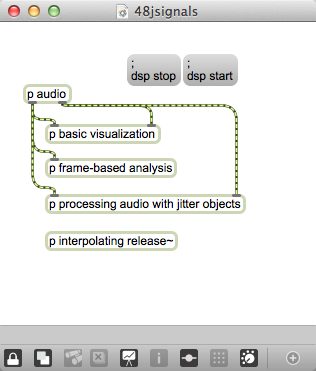 48jsignals
;
dsp stop
;
dsp start
p audio
p basic visualization
p frame-based analysis
p processing audio with jitter objects
p interpolating release~